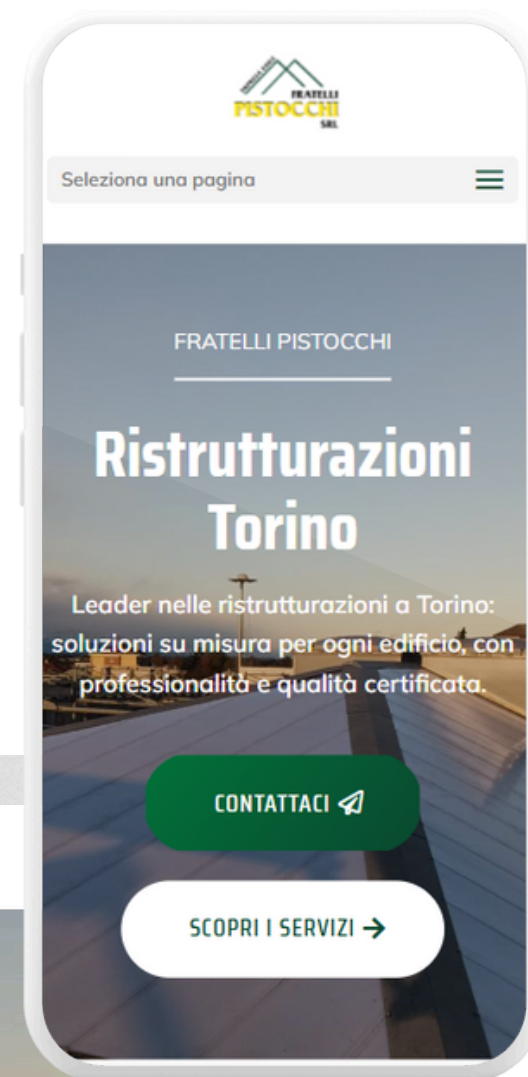 FRATELLI
PISTOCCHI
SRL
Seleziona una pagina
FRATELLI PISTOCCHI
Ristrutturazioni
Torino
Leader nelle ristrutturazioni a Torino:
soluzioni su misura per ogni edificio, con
professionalità e qualità certificata.
CONTATTACI
SCOPRI I SERVIZI